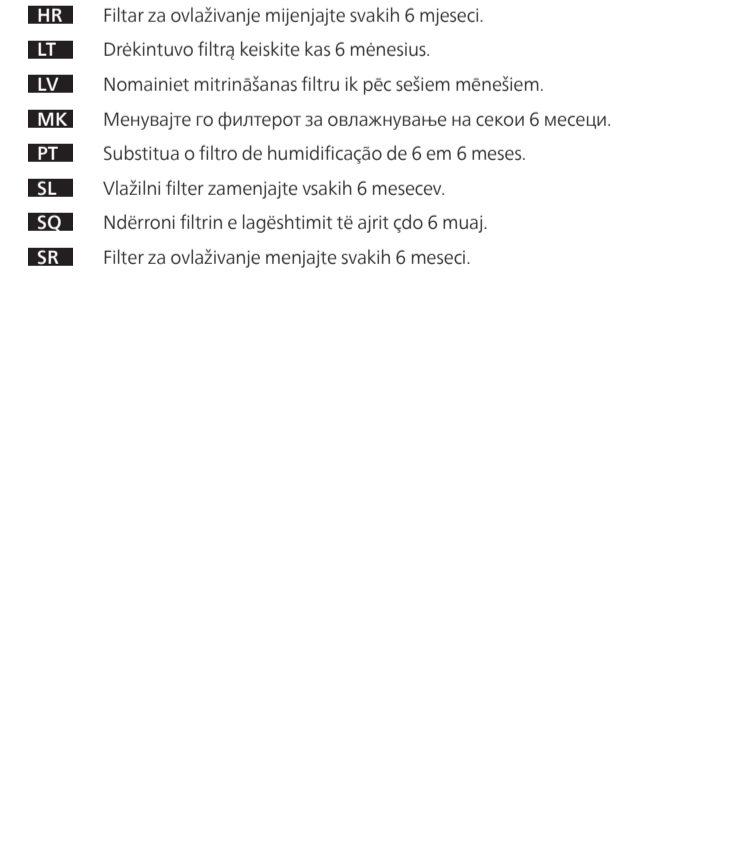 HR Filtar za ovlaživanje mijenjajte svakih 6 mjeseci.
LT Drėkintuvo filtrą keiskite kas 6 mėnesius.
LV Nomainiet mitrināšanas filtru ik pēc sešiem mēnešiem.
MK Менувајте го филтерот за овлажнување на секои 6 месеци.
PT Substitua o filtro de humidificação de 6 em 6 meses.
SL Vlažilni filter zamenjajte vsakih 6 mesecev.
SQ Ndërroni filtrin e lagështimit të ajrit çdo 6 muaj.
SR Filter za ovlaživanje menjajte svakih 6 meseci.